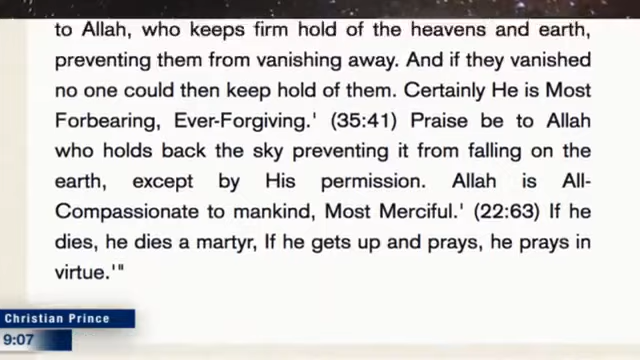 to Allah, who keeps firm hold of the heavens and earth,
preventing them from vanishing away. And if they vanished
no one could then keep hold of them. Certainly He is Most
Forbearing, Ever-Forgiving.' (35:41) Praise be to Allah
who holds back the sky preventing it from falling on the
earth, except by His permission. Allah is All-
Compassionate to mankind, Most Merciful.' (22:63) If he
dies, he dies a martyr, If he gets up and prays, he prays in
virtue.'"
Christian Prince
9:07